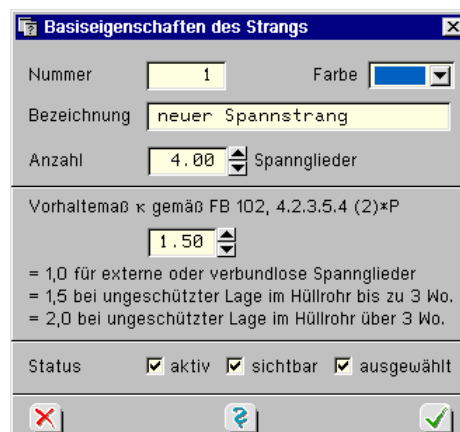 Basiseigenschaften des Strangs
Nummer 1 Farbe
Bezeichnung neuer Spannstrang
Anzahl 4.00 Spannglieder
Vorhaltemaß κ gemäß FB 102, 4.2.3.5.4 (2)*P
1.50
= 1,0 für externe oder verbundlose Spannglieder
= 1,5 bei ungeschützter Lage im Hüllrohr bis zu 3 Wo.
= 2,0 bei ungeschützter Lage im Hüllrohr über 3 Wo.
Status aktiv sichtbar ausgewählt